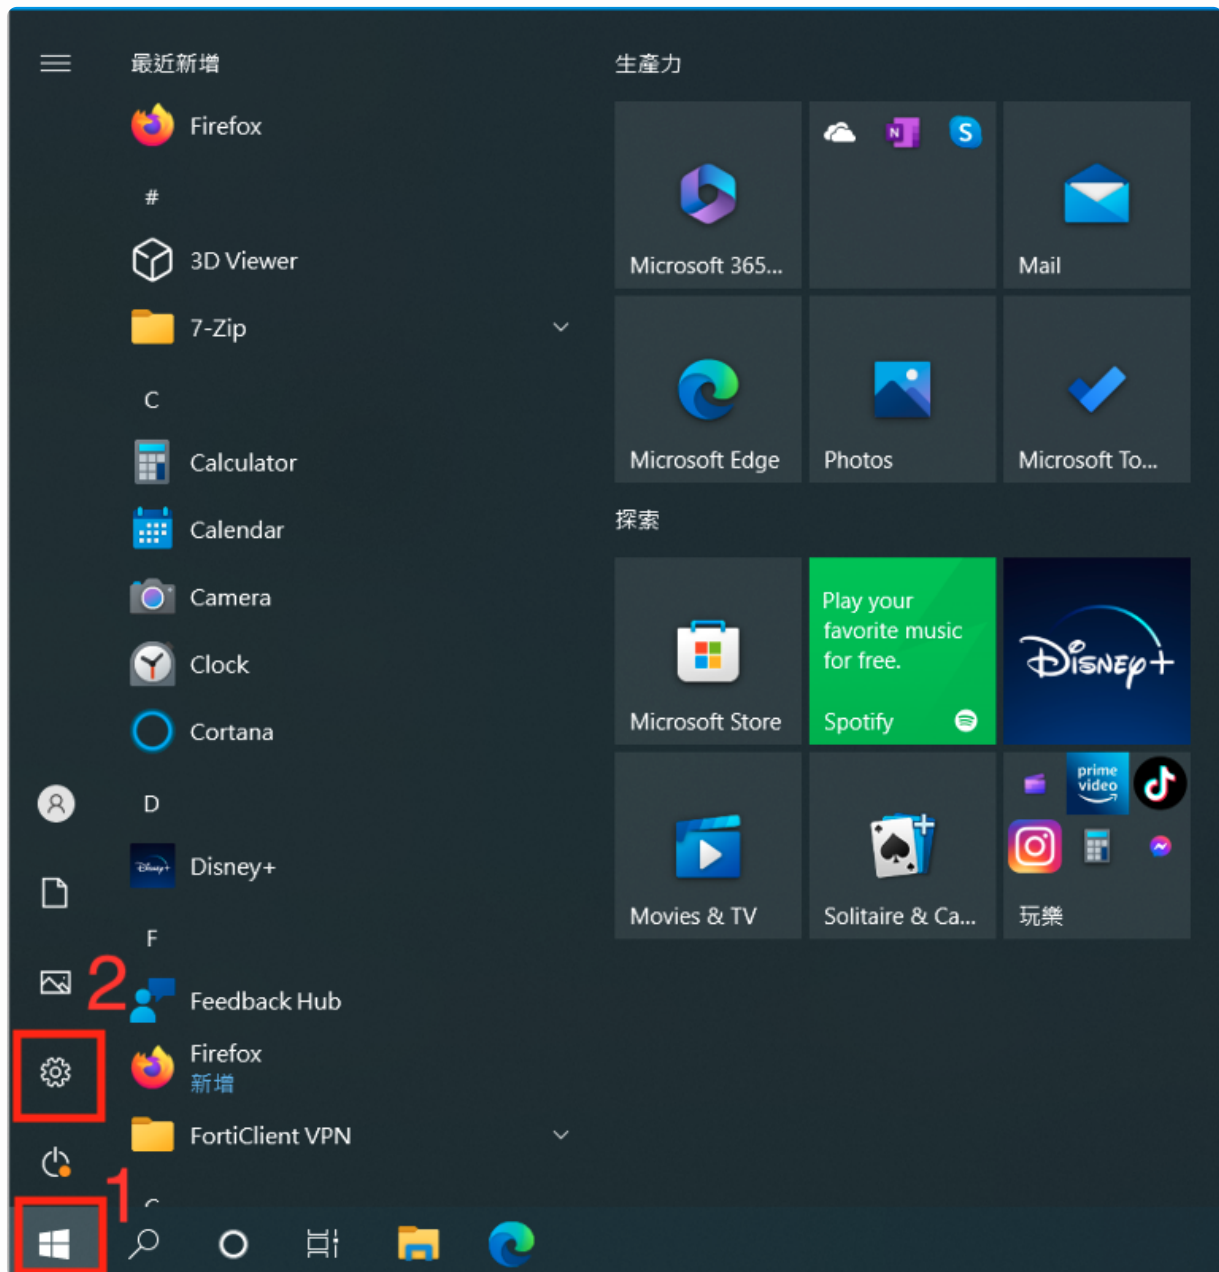 最近新增
Firefox
#
3D Viewer
7-Zip
C
Calculator
Calendar
Camera
Clock
Cortana
D
Disney+
Disney+
F
2
Feedback Hub
Firefox
新增
FortiClient VPN
1
生產力
N
S
Microsoft 365...
Mail
Microsoft Edge
Photos
Microsoft To...
探索
Microsoft Store
Play your
favorite music
for free.
Spotify
Disney+
Movies & TV
Solitaire & Ca...
prime
video
玩樂